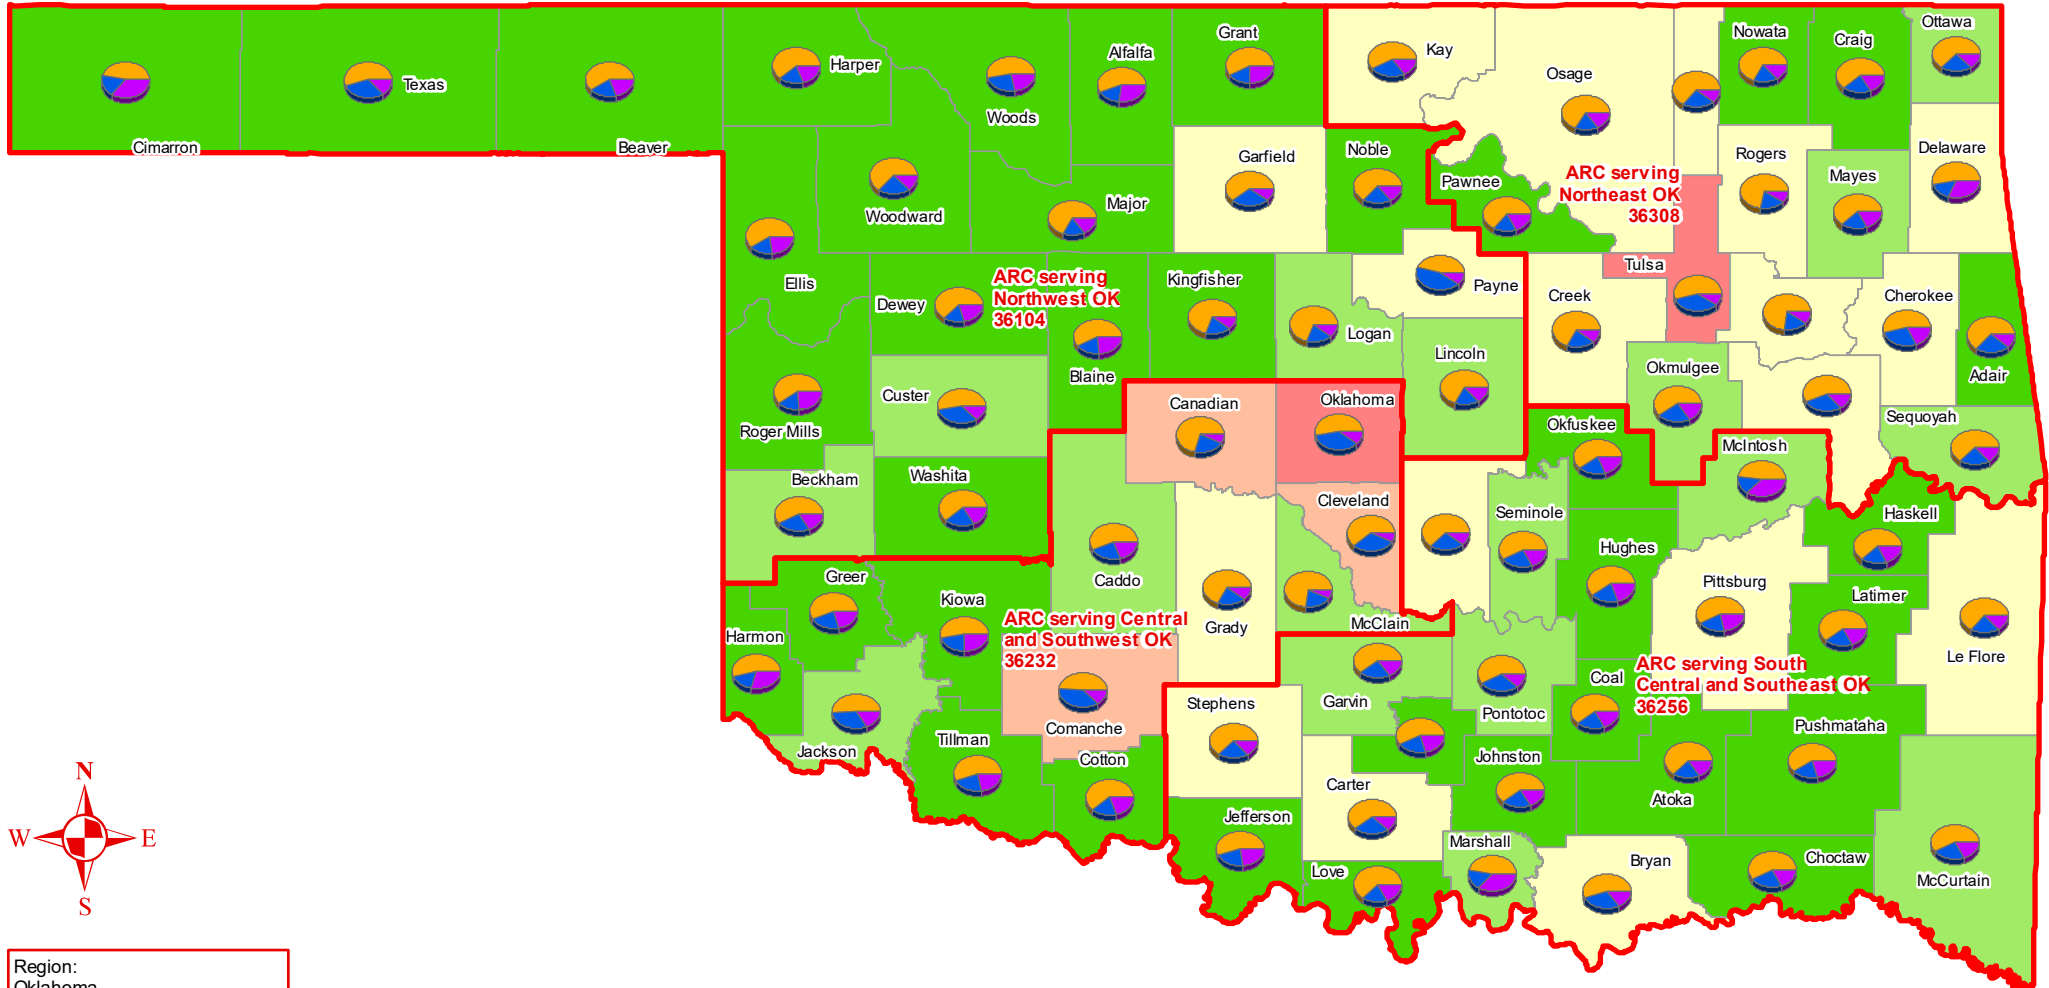 Ottawa
Nowata
Craig
Grant
Kay
Alfalfa
Harper
Osage
Texas
Woods
Cimarron
Beaver
Garfield
Noble
Rogers
Delaware
Pawnee
ARC serving
Northeast OK
36308
Mayes
Woodward
Major
Ellis
ARC serving
Northwest OK
36104
Kingfisher
Tulsa
Payne
Creek
Cherokee
Dewey
Logan
Lincoln
Okmulgee
Blaine
Adair
Custer
Canadian
Oklahoma
Roger Mills
Okfuskee
Sequoyah
McIntosh
Beckham
Washita
Cleveland
Seminole
Haskell
Hughes
Greer
Caddo
Pittsburg
Latimer
Kiowa
ARC serving Central
and Southwest OK
36232
Grady
McClain
Harmon
Le Flore
ARC serving South
Central and Southeast OK
36256
Coal
Garvin
Stephens
Pontotoc
Comanche
Pushmataha
Tillman
Jackson
Cotton
Johnston
Carter
Atoka
Jefferson
Marshall
Bryan
Choctaw
Love
McCurtain
N
W
E
S
Region:
Oklahoma